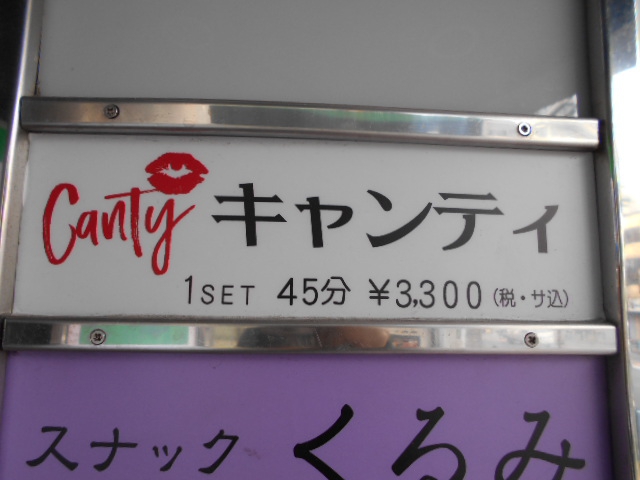 Canty キャンティ
1SET 45分 ¥3,300(税・サ込)
スナック くるみ